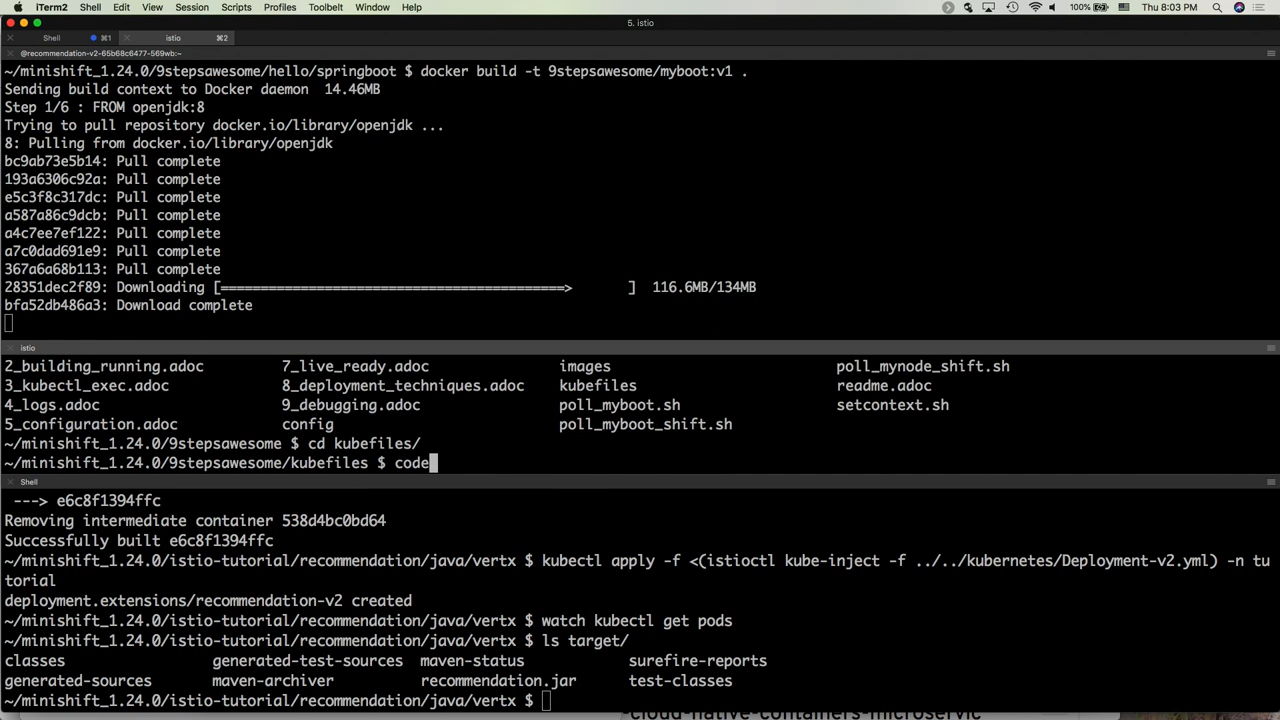 iTerm2 Shell Edit View Session Scripts Profiles Toolbelt Window Help 100% Thu 8:03 PM
5. istio
Shell ⌘1 istio ⌘2
@recommendation-v2-65b68c6477-569wb:~
~/minishift_1.24.0/9stepsawesome/hello/springboot $ docker build -t 9stepsawesome/myboot:v1 .
Sending build context to Docker daemon  14.46MB
Step 1/6 : FROM openjdk:8
Trying to pull repository docker.io/library/openjdk ...
8: Pulling from docker.io/library/openjdk
bc9ab73e5b14: Pull complete
193a6306c92a: Pull complete
e5c3f8c317dc: Pull complete
a587a86c9dcb: Pull complete
a4c7ee7ef122: Pull complete
a7c0dad691e9: Pull complete
367a6a68b113: Pull complete
28351dec2f89: Downloading [===========================================>       ]  116.6MB/134MB
bfa52db486a3: Download complete
istio
2_building_running.adoc 7_live_ready.adoc images poll_mynode_shift.sh
3_kubectl_exec.adoc 8_deployment_techniques.adoc kubefiles readme.adoc
4_logs.adoc 9_debugging.adoc poll_myboot.sh setcontext.sh
5_configuration.adoc config poll_myboot_shift.sh
~/minishift_1.24.0/9stepsawesome $ cd kubefiles/
~/minishift_1.24.0/9stepsawesome/kubefiles $ code
Shell
---> e6c8f1394ffc
Removing intermediate container 538d4bc0bd64
Successfully built e6c8f1394ffc
~/minishift_1.24.0/istio-tutorial/recommendation/java/vertx $ kubectl apply -f <(istioctl kube-inject -f ../../kubernetes/Deployment-v2.yml) -n tu
torial
deployment.extensions/recommendation-v2 created
~/minishift_1.24.0/istio-tutorial/recommendation/java/vertx $ watch kubectl get pods
~/minishift_1.24.0/istio-tutorial/recommendation/java/vertx $ ls target/
classes generated-test-sources maven-status surefire-reports
generated-sources maven-archiver recommendation.jar test-classes
~/minishift_1.24.0/istio-tutorial/recommendation/java/vertx $
-cloud-native-containers-microservic